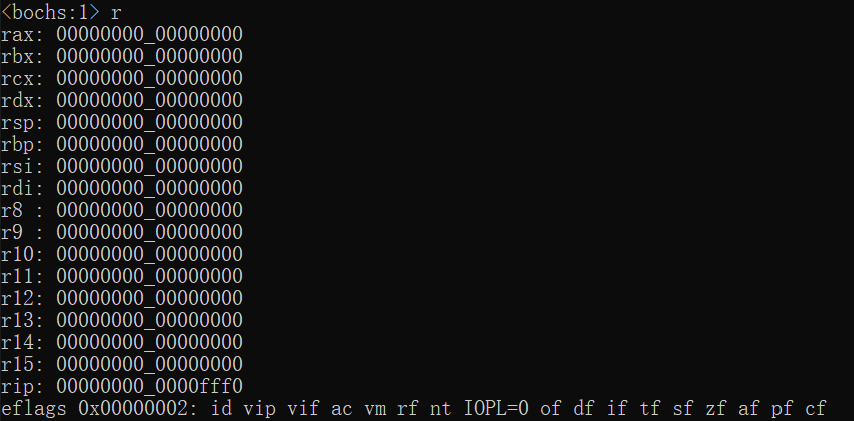 <bochs:1> r
rax: 00000000_00000000
rbx: 00000000_00000000
rcx: 00000000_00000000
rdx: 00000000_00000000
rsp: 00000000_00000000
rbp: 00000000_00000000
rsi: 00000000_00000000
rdi: 00000000_00000000
r8 : 00000000_00000000
r9 : 00000000_00000000
r10: 00000000_00000000
r11: 00000000_00000000
r12: 00000000_00000000
r13: 00000000_00000000
r14: 00000000_00000000
r15: 00000000_00000000
rip: 00000000_0000fff0
eflags 0x00000002: id vip vif ac vm rf nt IOPL=0 of df if tf sf zf af pf cf